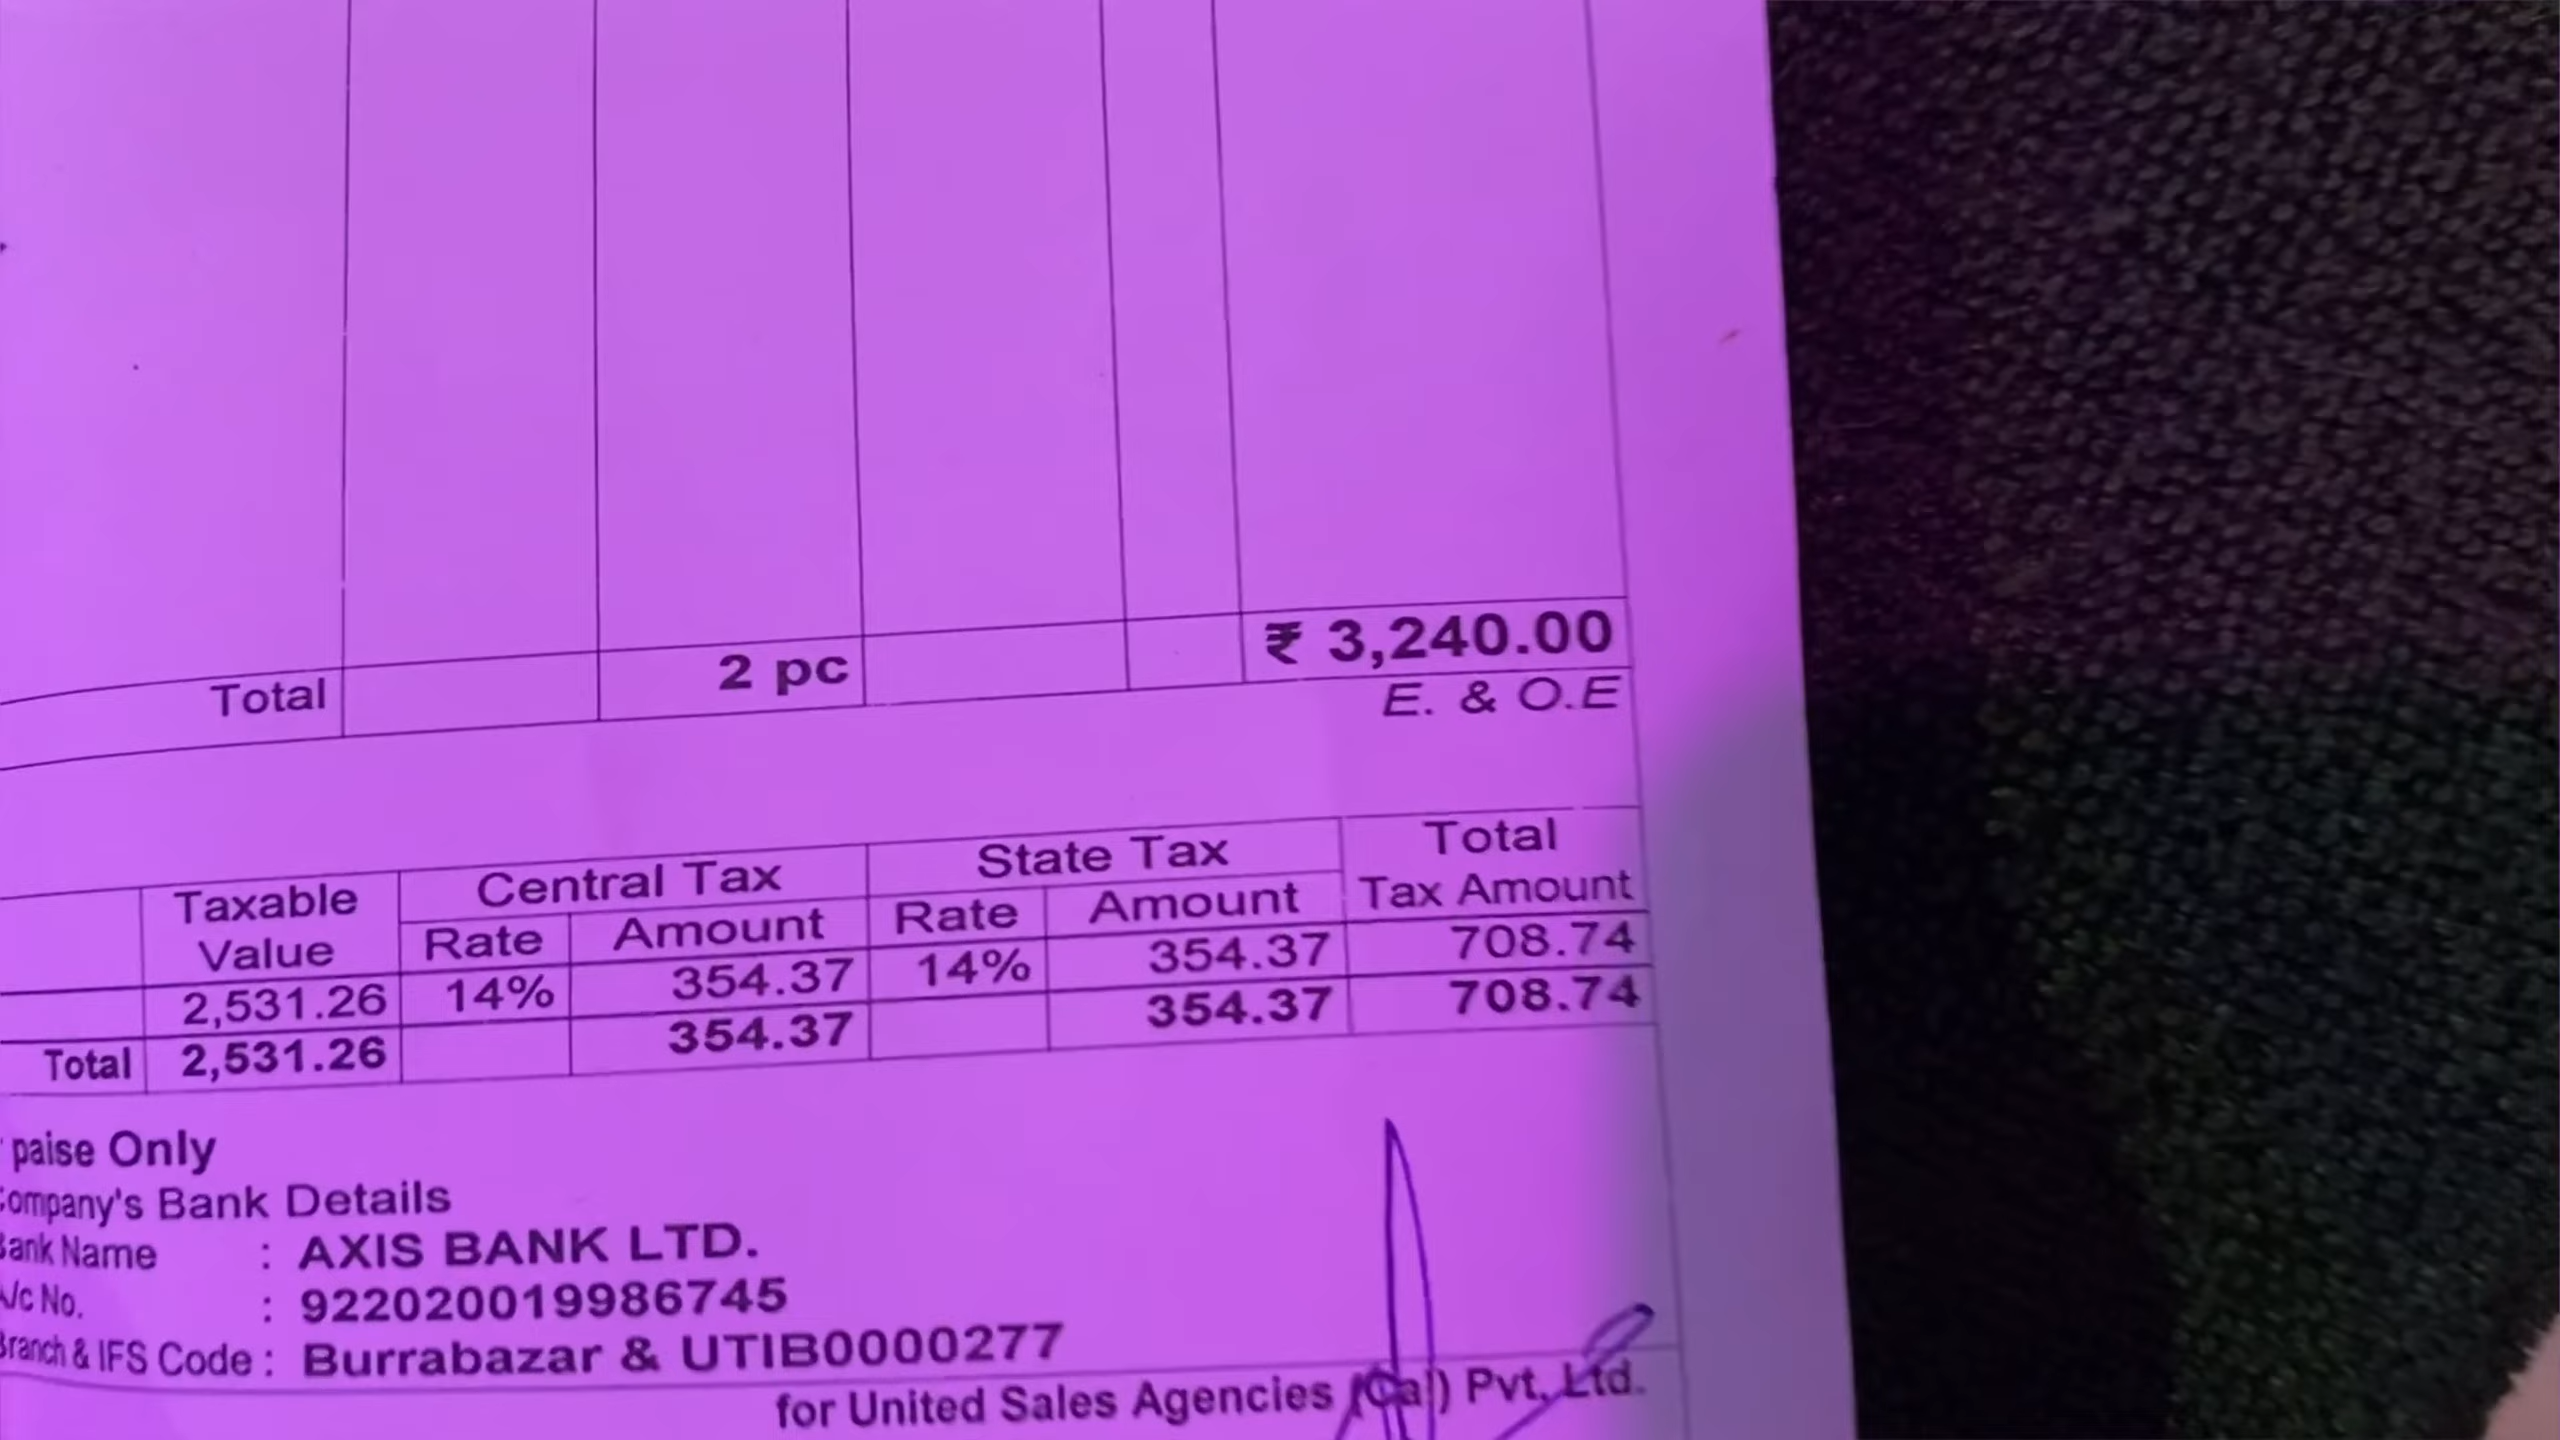 Total 2 pc ₹ 3,240.00
E. & O.E
Taxable Value Central Tax State Tax Total Tax Amount
Rate Amount Rate Amount
2,531.26 14% 354.37 14% 354.37 708.74
Total 2,531.26 354.37 354.37 708.74
paise Only
Company's Bank Details
Bank Name : AXIS BANK LTD.
A/c No. : 922020019986745
Branch & IFS Code : Burrabazar & UTIB0000277
for United Sales Agencies (Cal) Pvt. Ltd.